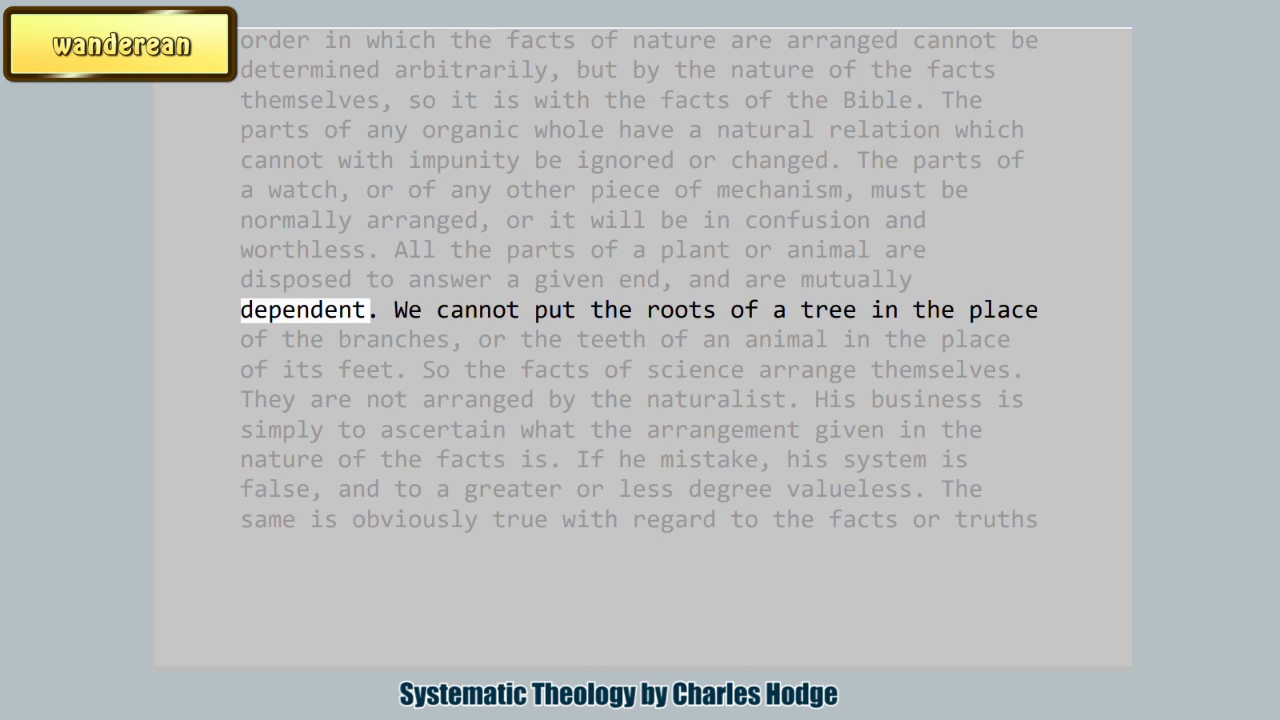 wanderean
order in which the facts of nature are arranged cannot be
determined arbitrarily, but by the nature of the facts
themselves, so it is with the facts of the Bible. The
parts of any organic whole have a natural relation which
cannot with impunity be ignored or changed. The parts of
a watch, or of any other piece of mechanism, must be
normally arranged, or it will be in confusion and
worthless. All the parts of a plant or animal are
disposed to answer a given end, and are mutually
dependent. We cannot put the roots of a tree in the place
of the branches, or the teeth of an animal in the place
of its feet. So the facts of science arrange themselves.
They are not arranged by the naturalist. His business is
simply to ascertain what the arrangement given in the
nature of the facts is. If he mistake, his system is
false, and to a greater or less degree valueless. The
same is obviously true with regard to the facts or truths
Systematic Theology by Charles Hodge